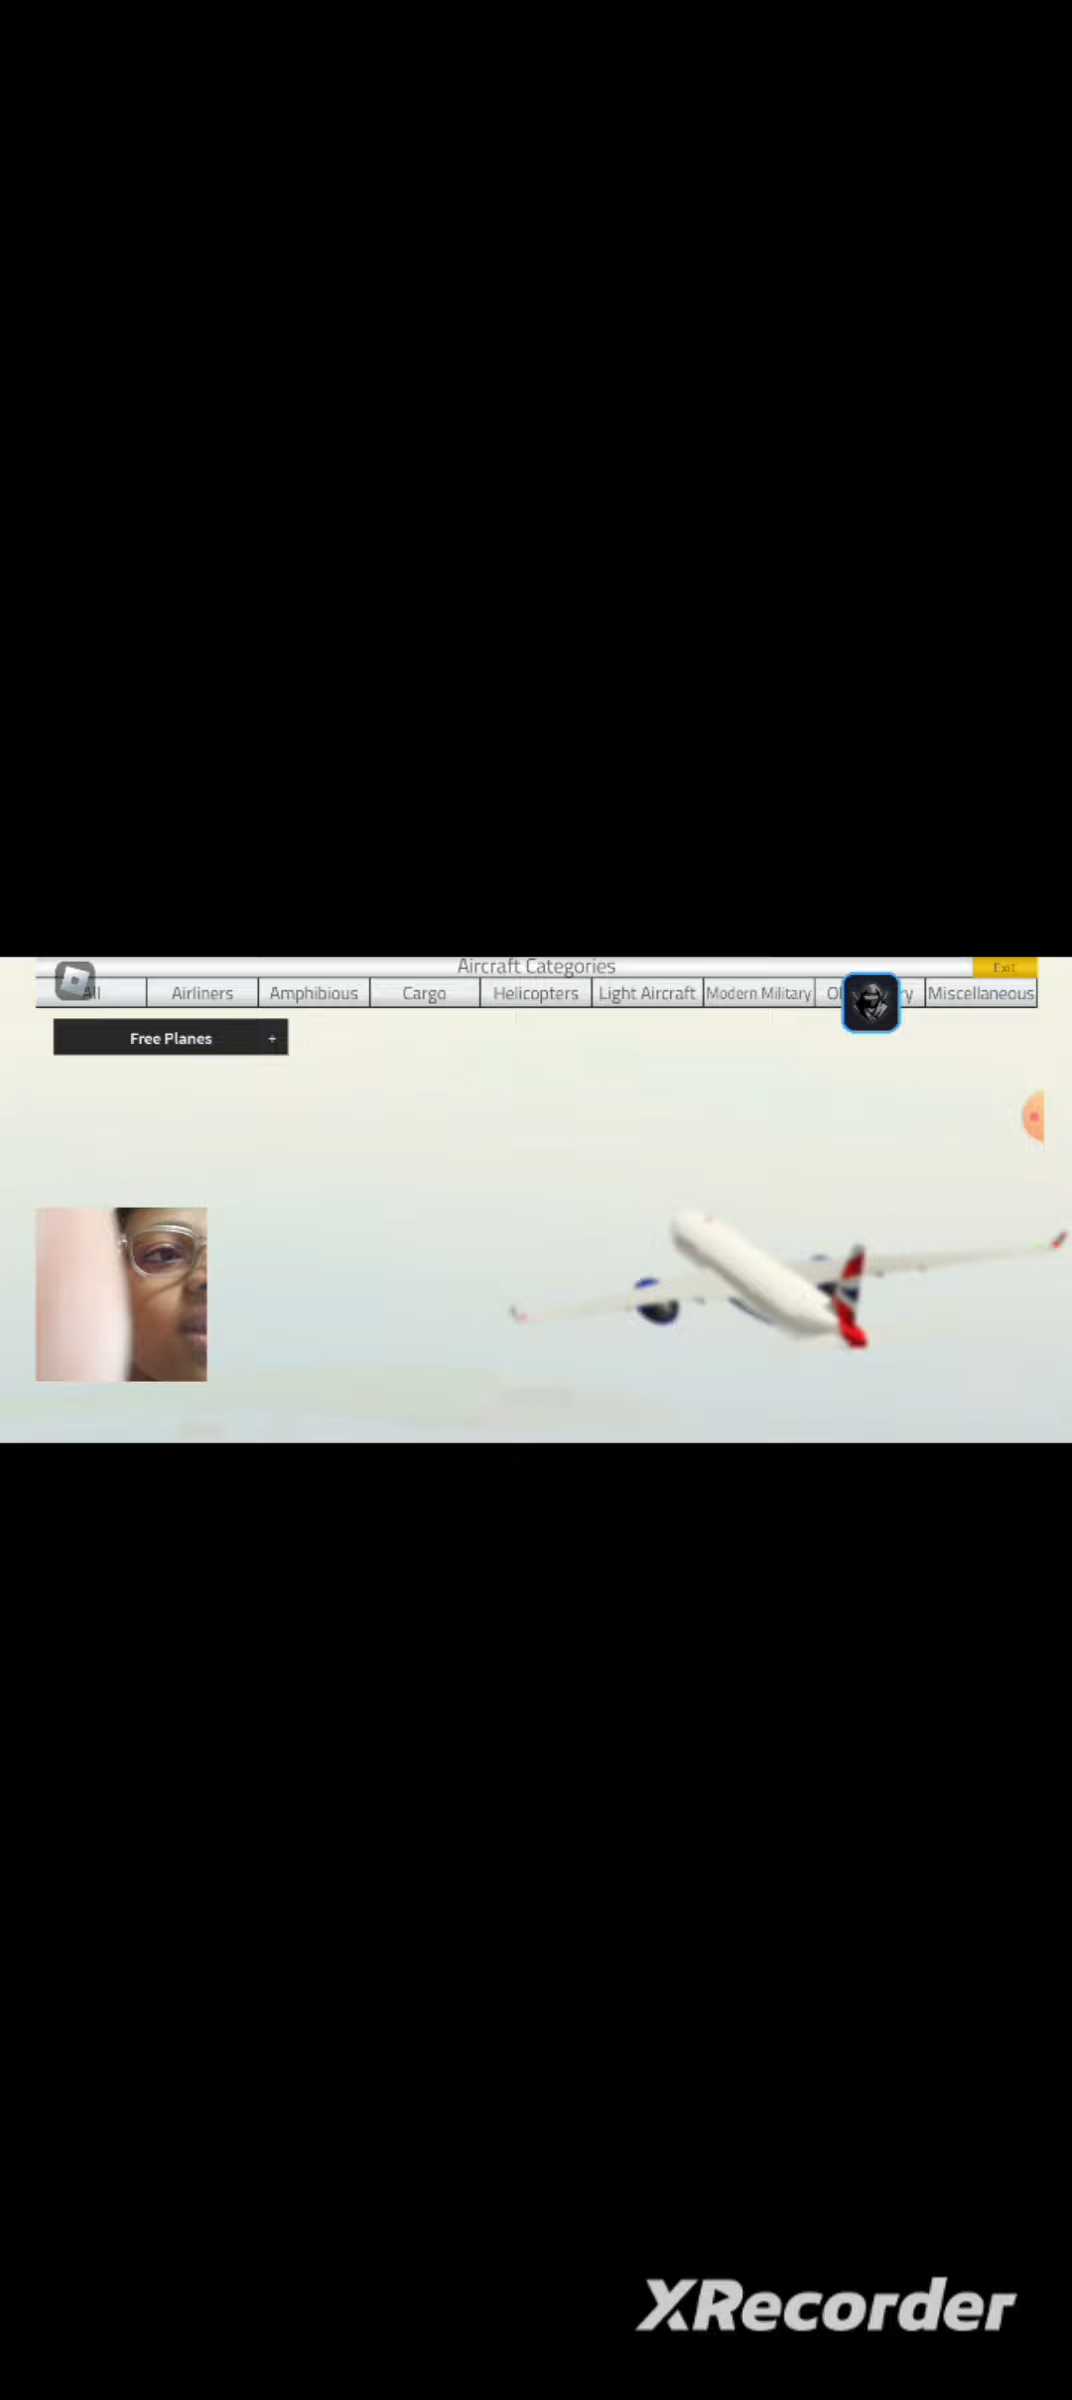 Aircraft Categories
Exit
All
Airliners
Amphibious
Cargo
Helicopters
Light Aircraft
Modern Military
Miscellaneous
Free Planes +
XRecorder